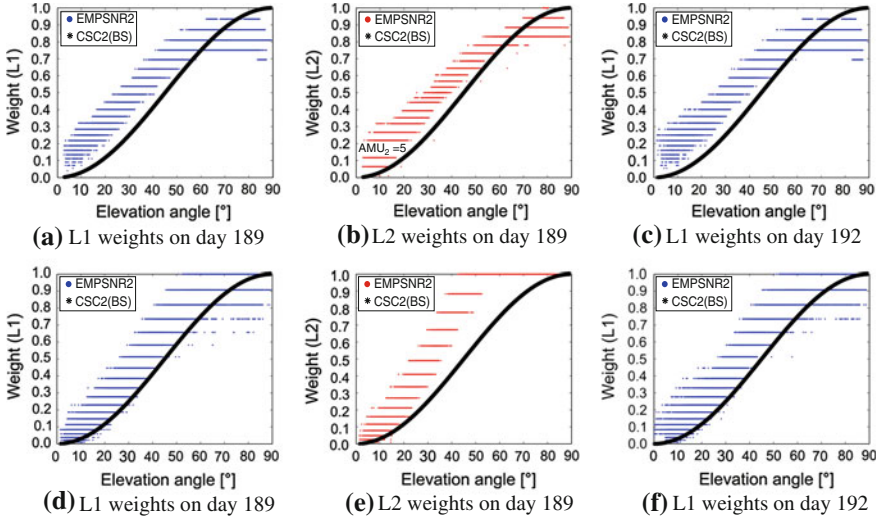 1.0
0.9
0.8
0.7
0.6
0.5
0.4
0.3
0.2
0.1
0.0
Weight (L1)
EMPSNR2
CSC2(BS)
0 10 20 30 40 50 60 70 80 90
Elevation angle [°]
(a) L1 weights on day 189
1.0
0.9
0.8
0.7
0.6
0.5
0.4
0.3
0.2
0.1
0.0
Weight (L2)
EMPSNR2
CSC2(BS)
AMU2 =5
0 10 20 30 40 50 60 70 80 90
Elevation angle [°]
(b) L2 weights on day 189
1.0
0.9
0.8
0.7
0.6
0.5
0.4
0.3
0.2
0.1
0.0
Weight (L1)
EMPSNR2
CSC2(BS)
0 10 20 30 40 50 60 70 80 90
Elevation angle [°]
(c) L1 weights on day 192
1.0
0.9
0.8
0.7
0.6
0.5
0.4
0.3
0.2
0.1
0.0
Weight (L1)
EMPSNR2
CSC2(BS)
0 10 20 30 40 50 60 70 80 90
Elevation angle [°]
(d) L1 weights on day 189
1.0
0.9
0.8
0.7
0.6
0.5
0.4
0.3
0.2
0.1
0.0
Weight (L2)
EMPSNR2
CSC2(BS)
0 10 20 30 40 50 60 70 80 90
Elevation angle [°]
(e) L2 weights on day 189
1.0
0.9
0.8
0.7
0.6
0.5
0.4
0.3
0.2
0.1
0.0
Weight (L1)
EMPSNR2
CSC2(BS)
0 10 20 30 40 50 60 70 80 90
Elevation angle [°]
(f) L1 weights on day 192